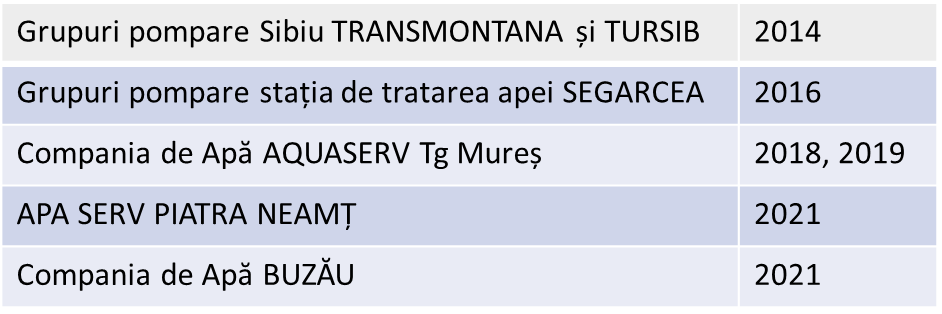 Grupuri pompare Sibiu TRANSMONTANA și TURSIB 2014
Grupuri pompare stația de tratarea apei SEGARCEA 2016
Compania de Apă AQUASERV Tg Mureș 2018, 2019
APA SERV PIATRA NEAMȚ 2021
Compania de Apă BUZĂU 2021